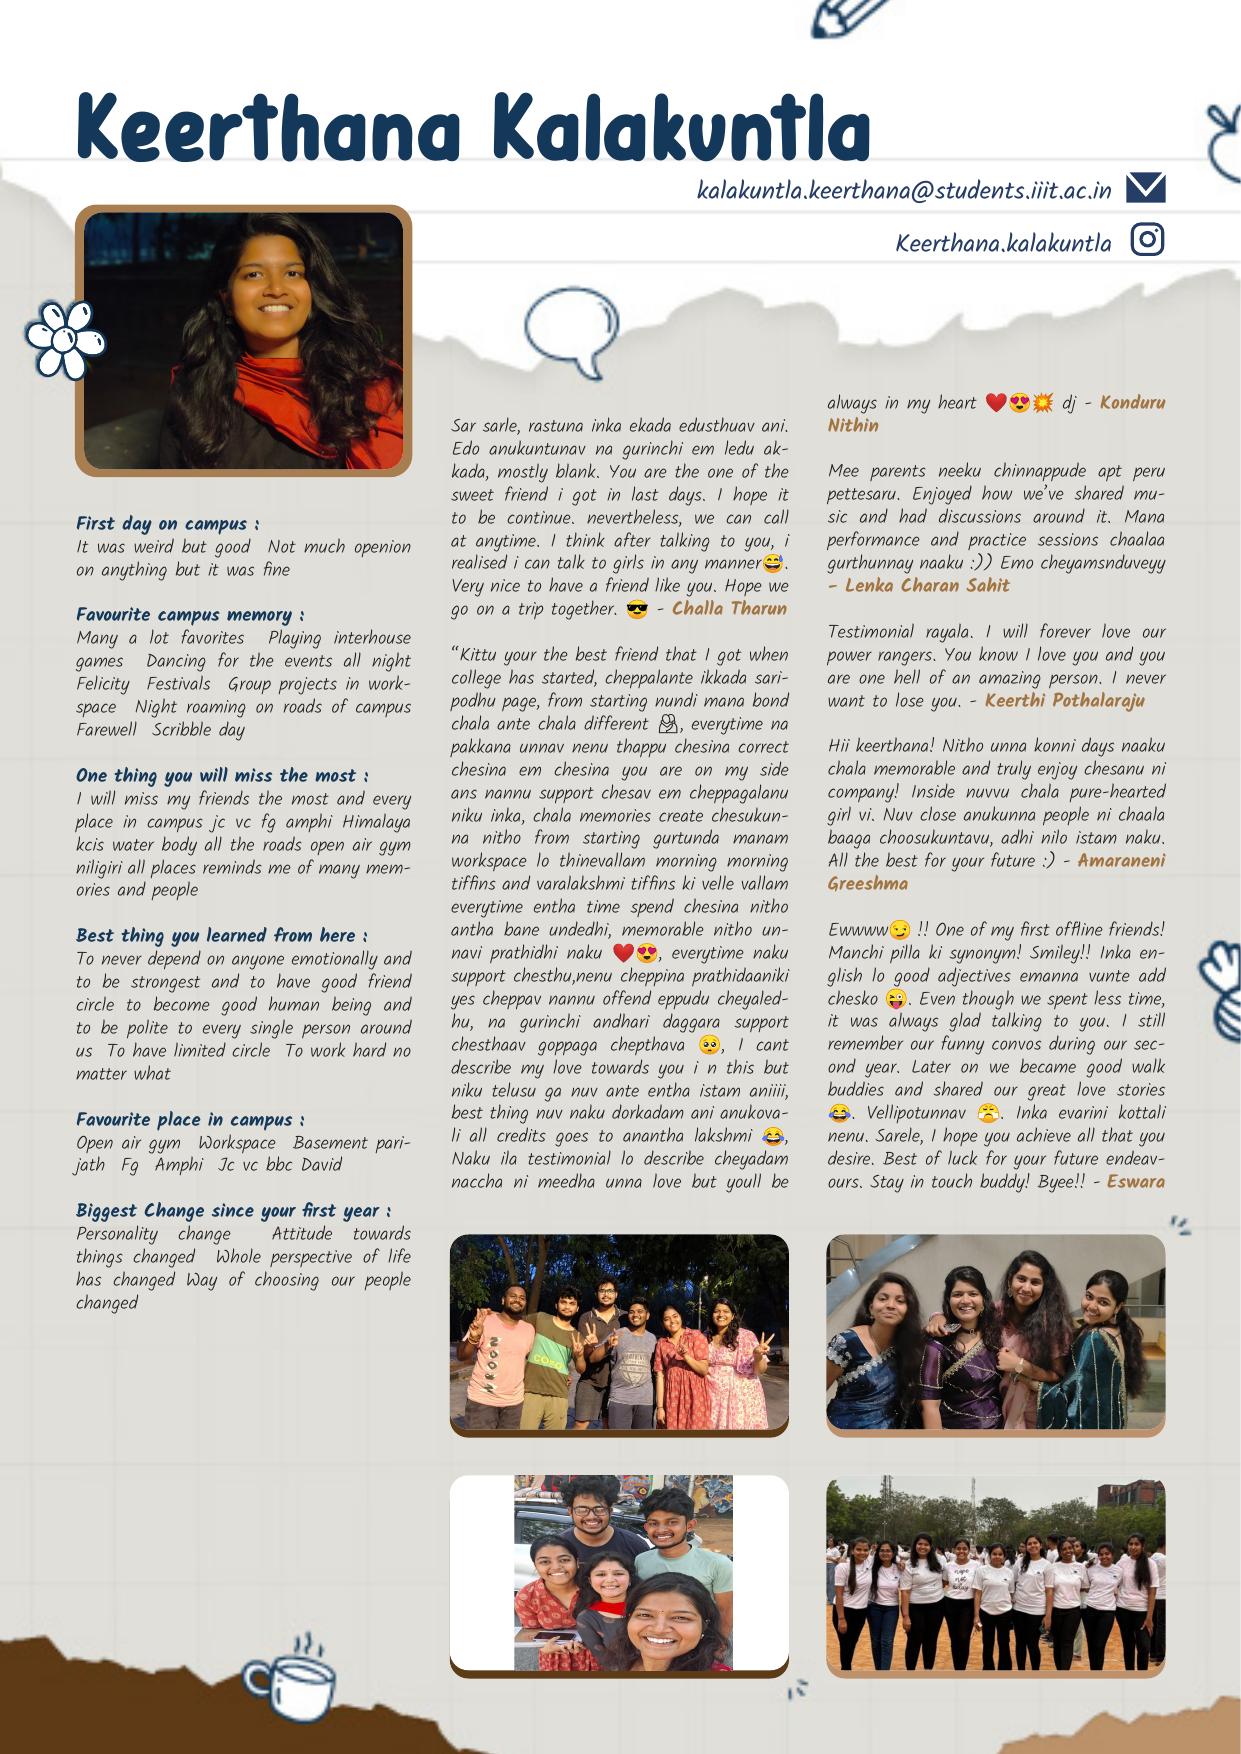 Keerthana Kalakuntla
kalakuntla.keerthana@students.iiit.ac.in
Keerthana.kalakuntla
First day on campus :
It was weird but good Not much openion
on anything but it was fine
Favourite campus memory :
Many a lot favorites Playing interhouse
games Dancing for the events all night
Felicity Festivals Group projects in work-
space Night roaming on roads of campus
Farewell Scribble day
One thing you will miss the most :
I will miss my friends the most and every
place in campus jc vc fg amphi Himalaya
kcis water body all the roads open air gym
niligiri all places reminds me of many mem-
ories and people
Best thing you learned from here :
To never depend on anyone emotionally and
to be strongest and to have good friend
circle to become good human being and
to be polite to every single person around
us To have limited circle To work hard no
matter what
Favourite place in campus :
Open air gym Workspace Basement pari-
jath Fg Amphi Jc vc bbc David
Biggest Change since your first year :
Personality change Attitude towards
things changed Whole perspective of life
has changed Way of choosing our people
changed
Sar sarle, rastuna inka ekada edusthuav ani.
Edo anukuntunav na gurinchi em ledu ak-
kada, mostly blank. You are the one of the
sweet friend i got in last days. I hope it
to be continue. nevertheless, we can call
at anytime. I think after talking to you, i
realised i can talk to girls in any manner😅.
Very nice to have a friend like you. Hope we
go on a trip together. 😎 - Challa Tharun
“Kittu your the best friend that I got when
college has started, cheppalante ikkada sari-
podhu page, from starting nundi mana bond
chala ante chala different 🫂, everytime na
pakkana unnav nenu thappu chesina correct
chesina em chesina you are on my side
ans nannu support chesav em cheppagalanu
niku inka, chala memories create chesukun-
na nitho from starting gurtunda manam
workspace lo thinevallam morning morning
tiffins and varalakshmi tiffins ki velle vallam
everytime entha time spend chesina nitho
antha bane undedhi, memorable nitho un-
navi prathidhi naku ❤️😍, everytime naku
support chesthu,nenu cheppina prathidaaniki
yes cheppav nannu offend eppudu cheyaled-
hu, na gurinchi andhari daggara support
chesthaav goppaga chepthava 🥺, I cant
describe my love towards you i n this but
niku telusu ga nuv ante entha istam aniiii,
best thing nuv naku dorkadam ani anukova-
li all credits goes to anantha lakshmi 😂,
Naku ila testimonial lo describe cheyadam
naccha ni meedha unna love but youll be
always in my heart ❤️😍💥 dj - Konduru
Nithin
Mee parents neeku chinnappude apt peru
pettesaru. Enjoyed how we’ve shared mu-
sic and had discussions around it. Mana
performance and practice sessions chaalaa
gurthunnay naaku :)) Emo cheyamsnduveyy
- Lenka Charan Sahit
Testimonial rayala. I will forever love our
power rangers. You know I love you and you
are one hell of an amazing person. I never
want to lose you. - Keerthi Pothalaraju
Hii keerthana! Nitho unna konni days naaku
chala memorable and truly enjoy chesanu ni
company! Inside nuvvu chala pure-hearted
girl vi. Nuv close anukunna people ni chaala
baaga choosukuntavu, adhi nilo istam naku.
All the best for your future :) - Amaraneni
Greeshma
Ewwww😏 !! One of my first offline friends!
Manchi pilla ki synonym! Smiley!! Inka en-
glish lo good adjectives emanna vunte add
chesko 😜. Even though we spent less time,
it was always glad talking to you. I still
remember our funny convos during our sec-
ond year. Later on we became good walk
buddies and shared our great love stories
😂. Vellipotunnav 😤. Inka evarini kottali
nenu. Sarele, I hope you achieve all that you
desire. Best of luck for your future endeav-
ours. Stay in touch buddy! Byee!! - Eswara